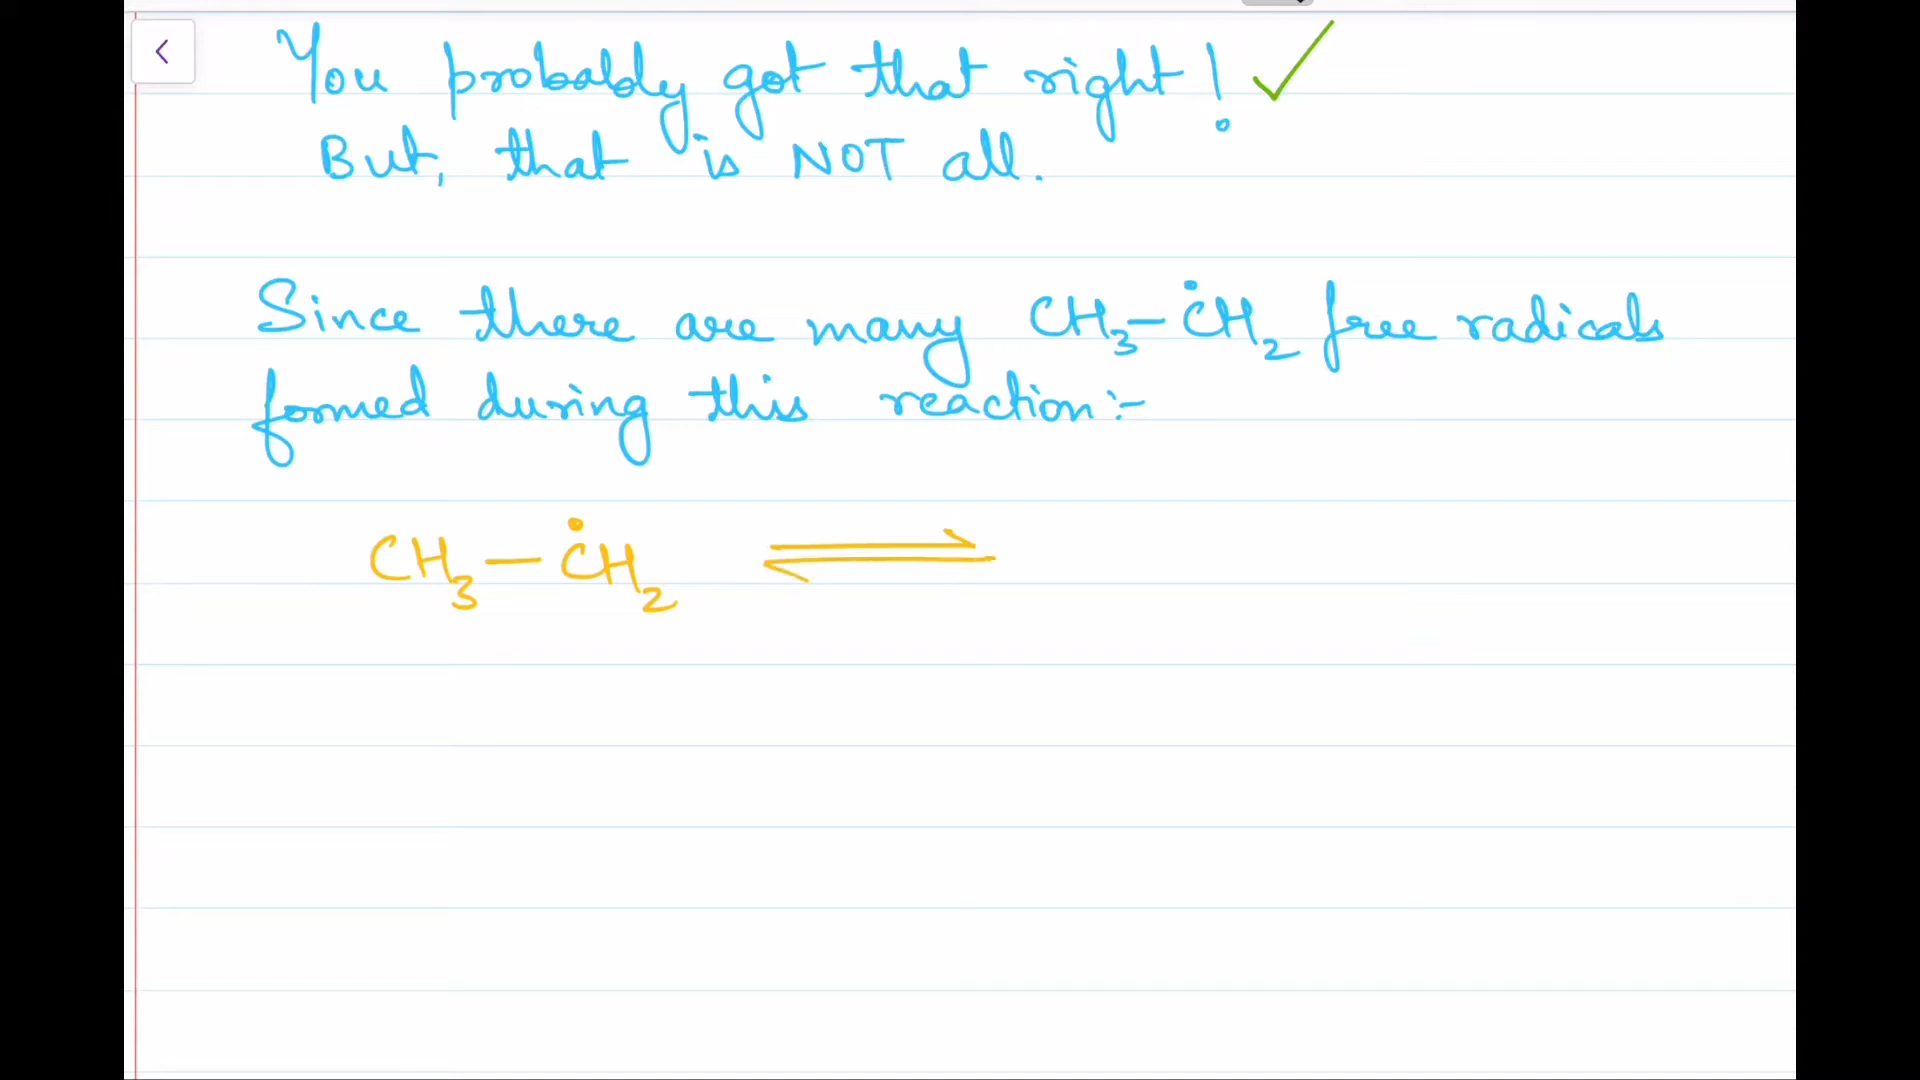 You probably got that right! ✓
But, that is NOT all.
Since there are many CH₃–ĊH₂ free radicals
formed during this reaction:-
CH₃–ĊH₂ ⇌